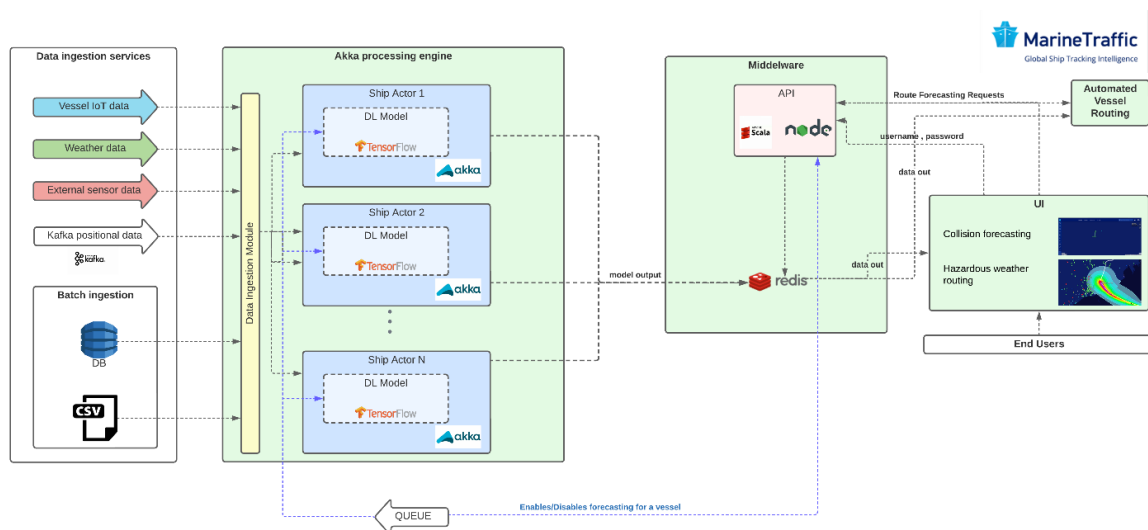 MarineTraffic
Global Ship Tracking Intelligence
Data ingestion services
Vessel IoT data
Weather data
External sensor data
Kafka positional data
kafka
Batch ingestion
DB
CSV
Akka processing engine
Data Ingestion Module
Ship Actor 1
DL Model
TensorFlow
akka
Ship Actor 2
DL Model
TensorFlow
akka
Ship Actor N
DL Model
TensorFlow
akka
model output
Middelware
API
Scala
node
redis
Route Forecasting Requests
username , password
data out
data out
Automated
Vessel
Routing
UI
Collision forecasting
Hazardous weather
routing
End Users
QUEUE
Enables/Disables forecasting for a vessel